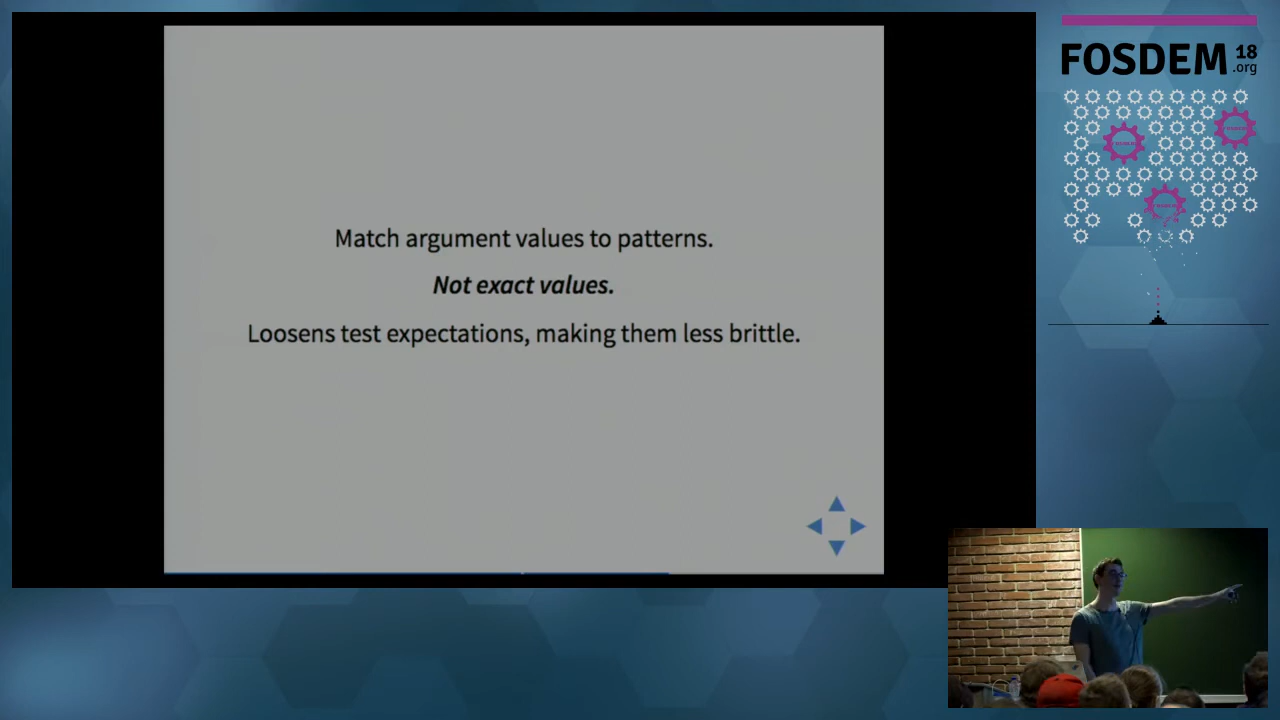 Match argument values to patterns.
Not exact values.
Loosens test expectations, making them less brittle.
FOSDEM 18
.org